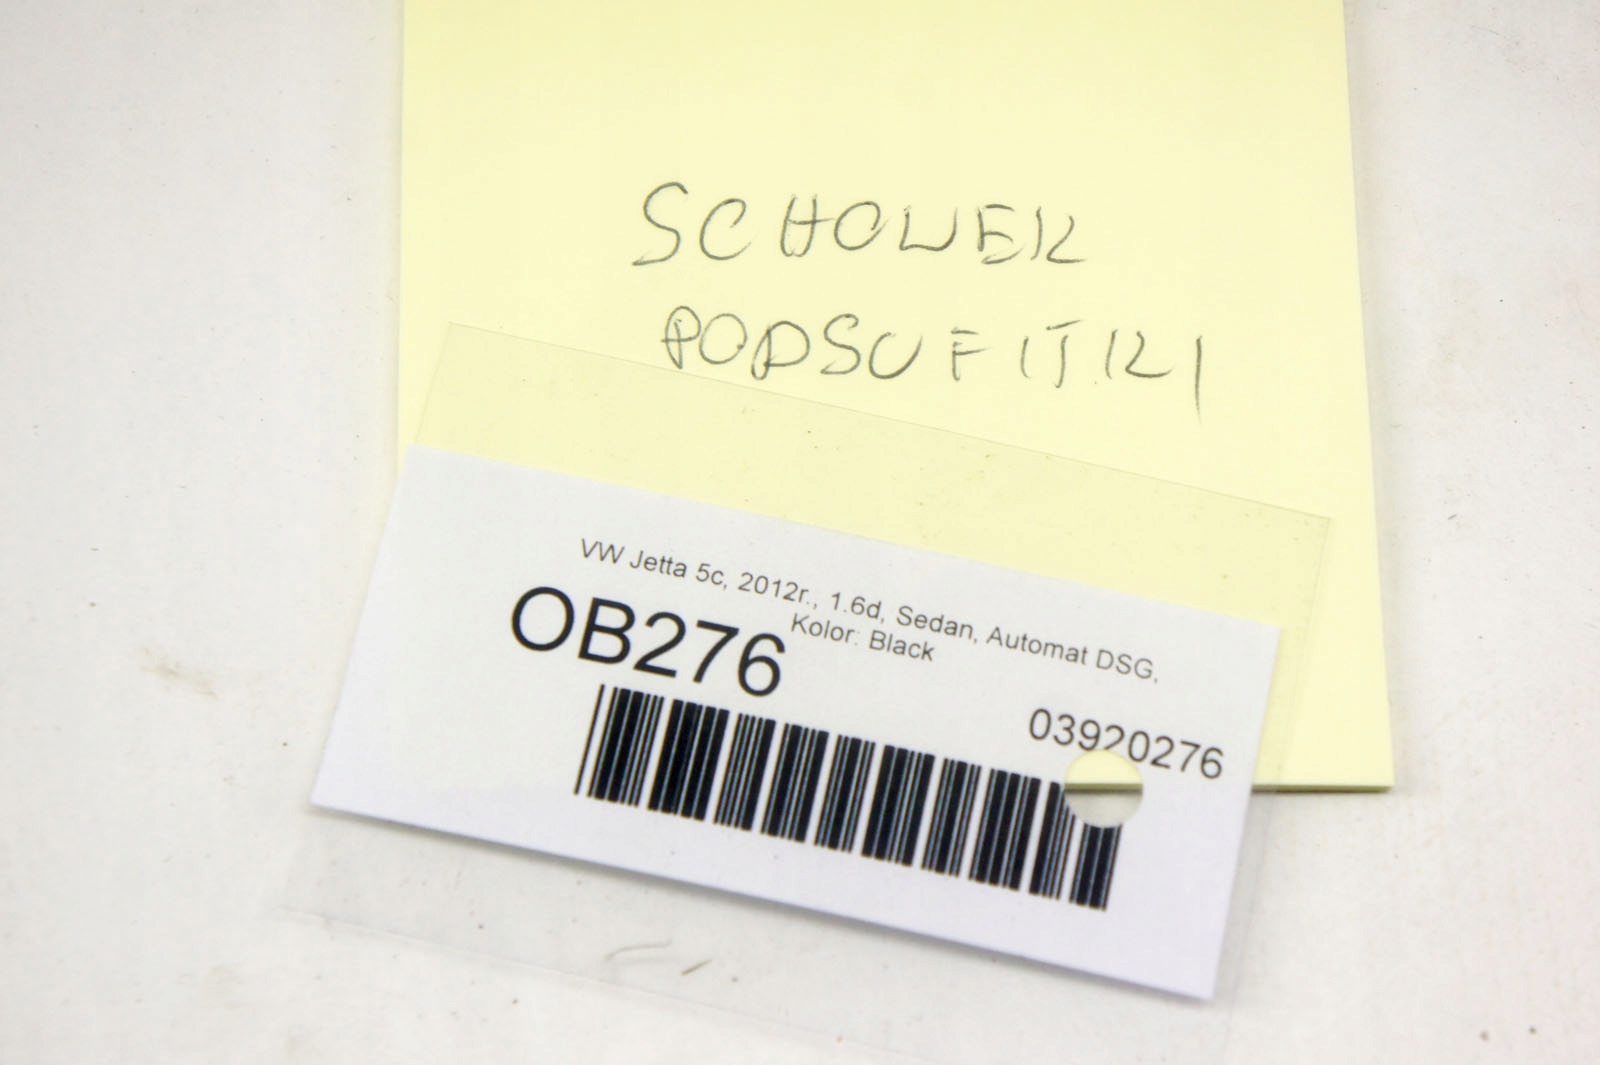 SCHOWEK
PODSUFITKI
VW Jetta 5c, 2012r., 1.6d, Sedan, Automat DSG,
Kolor: Black
OB276
03920276